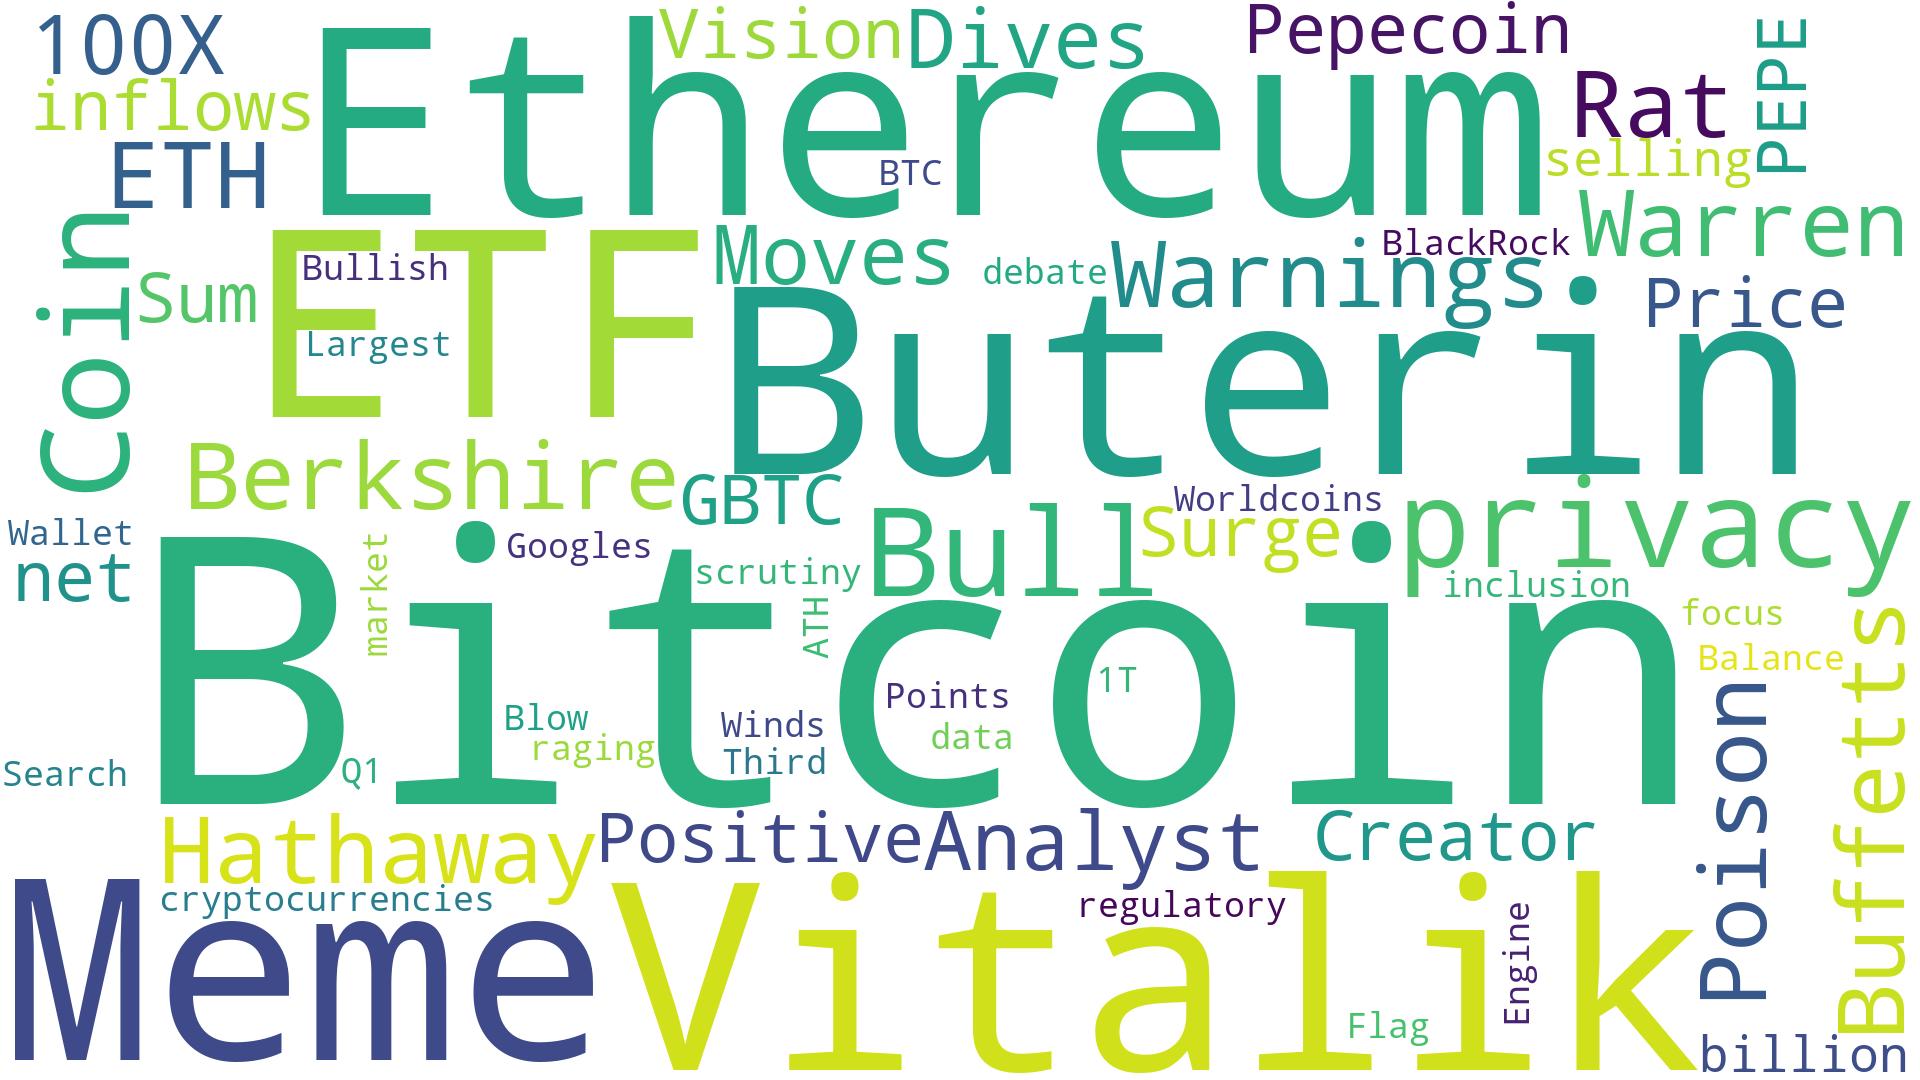 100X
Vision
Dives
Pepecoin
PEPE
Ethereum
inflows
Rat
BTC
selling
ETH
Warren
Coin
ETF
Moves
Warnings
BlackRock
Bullish
debate
Sum
Price
Largest
Buterin
Berkshire
GBTC
Worldcoins
privacy
Bull
Surge
Wallet
net
market
Googles
scrutiny
inclusion
Bitcoin
ATH
focus
Balance
Buffetts
1T
Points
Poison
Blow
Winds
data
raging
Third
Search
Q1
Hathaway
Positive
Analyst
Creator
cryptocurrencies
regulatory
Meme
Vitalik
Engine
Flag
billion